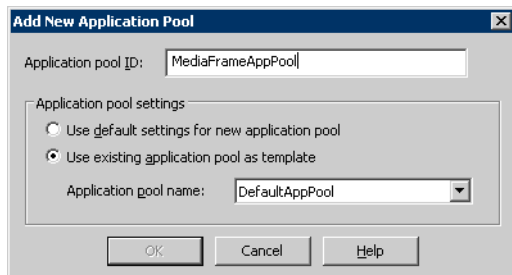 Add New Application Pool
Application pool ID: MediaFrameAppPool
Application pool settings
Use default settings for new application pool
Use existing application pool as template
Application pool name: DefaultAppPool
OK Cancel Help